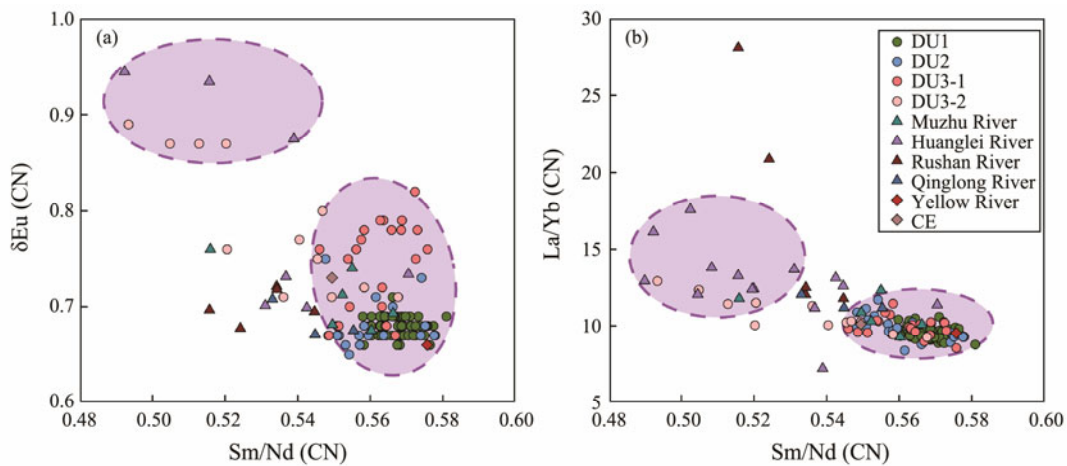 (a)
δEu (CN)
1.0
0.9
0.8
0.7
0.6
0.48
0.50
0.52
0.54
0.56
0.58
0.60
Sm/Nd (CN)
(b)
La/Yb (CN)
30
25
20
15
10
5
0.48
0.50
0.52
0.54
0.56
0.58
0.60
Sm/Nd (CN)
DU1
DU2
DU3-1
DU3-2
Muzhu River
Huanglei River
Rushan River
Qinglong River
Yellow River
CE